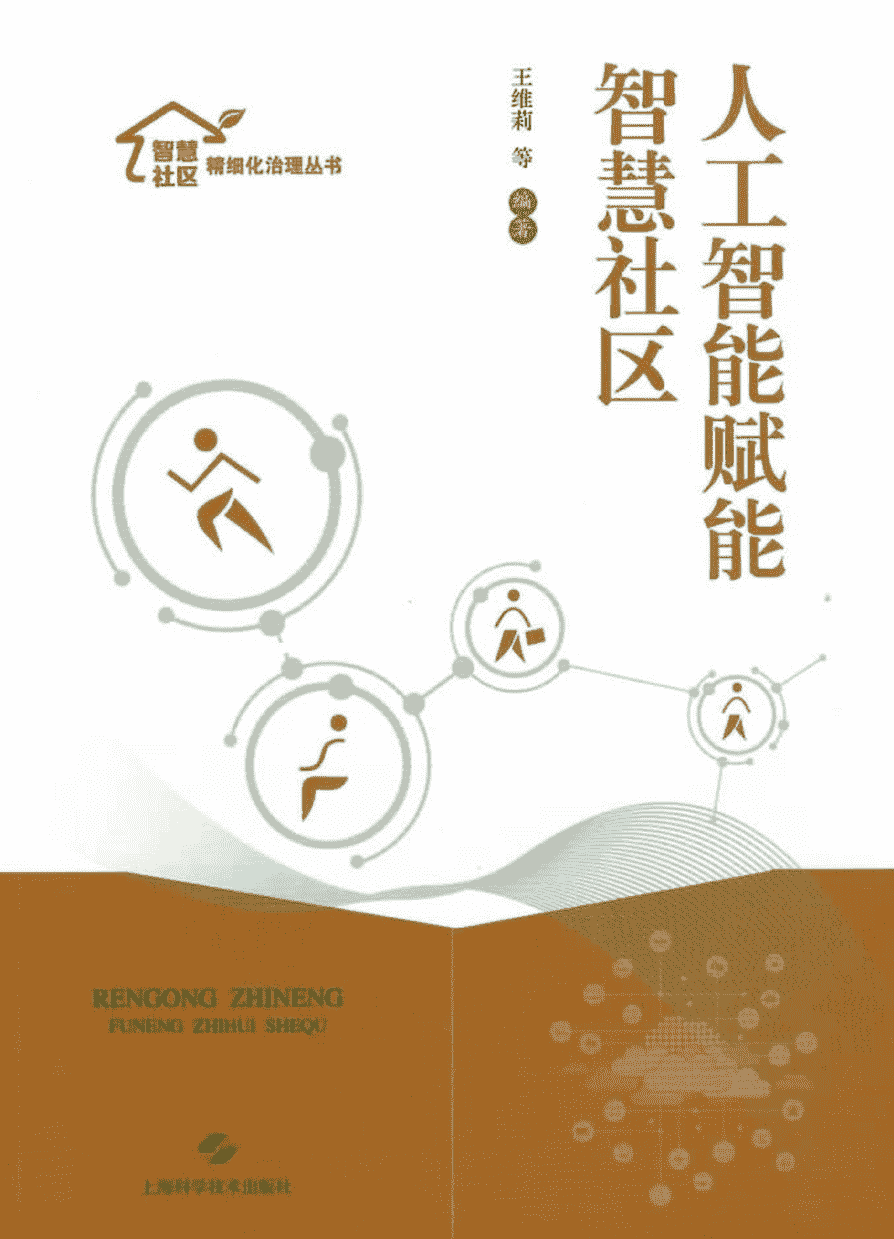 人工智能赋能
智慧社区
王维莉 等 编著
智慧
社区
精细化治理丛书
RENGONG ZHINENG
FUNENG ZHIHUI SHEQU
上海科学技术出版社